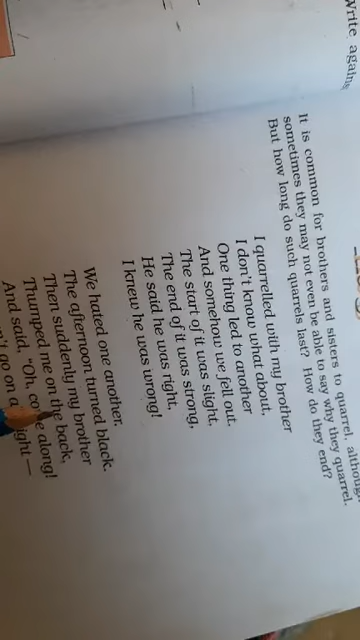 Write again
It is common for brothers and sisters to quarrel, although
sometimes they may not even be able to say why they quarrel.
But how long do such quarrels last? How do they end?
I quarrelled with my brother
I don't know what about,
One thing led to another
And somehow we fell out.
The start of it was slight,
The end of it was strong,
He said he was right,
I knew he was wrong!
We hated one another.
The afternoon turned black.
Then suddenly my brother
Thumped me on the back,
And said, "Oh, co e along!
go on a ight —